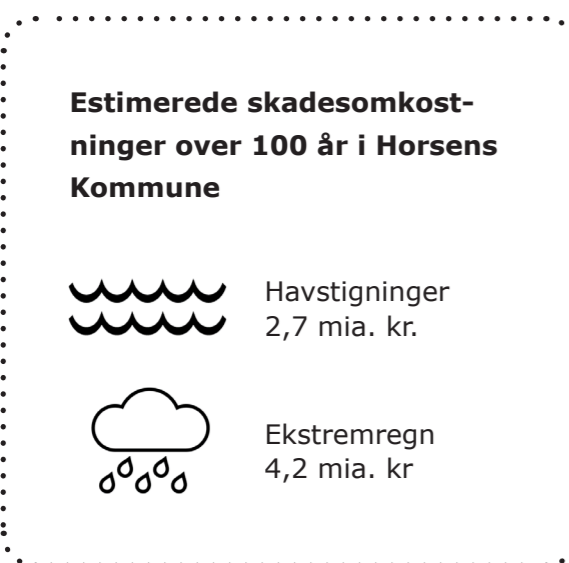 Estimerede skadesomkost-
ninger over 100 år i Horsens
Kommune
Havstigninger
2,7 mia. kr.
Ekstremregn
4,2 mia. kr